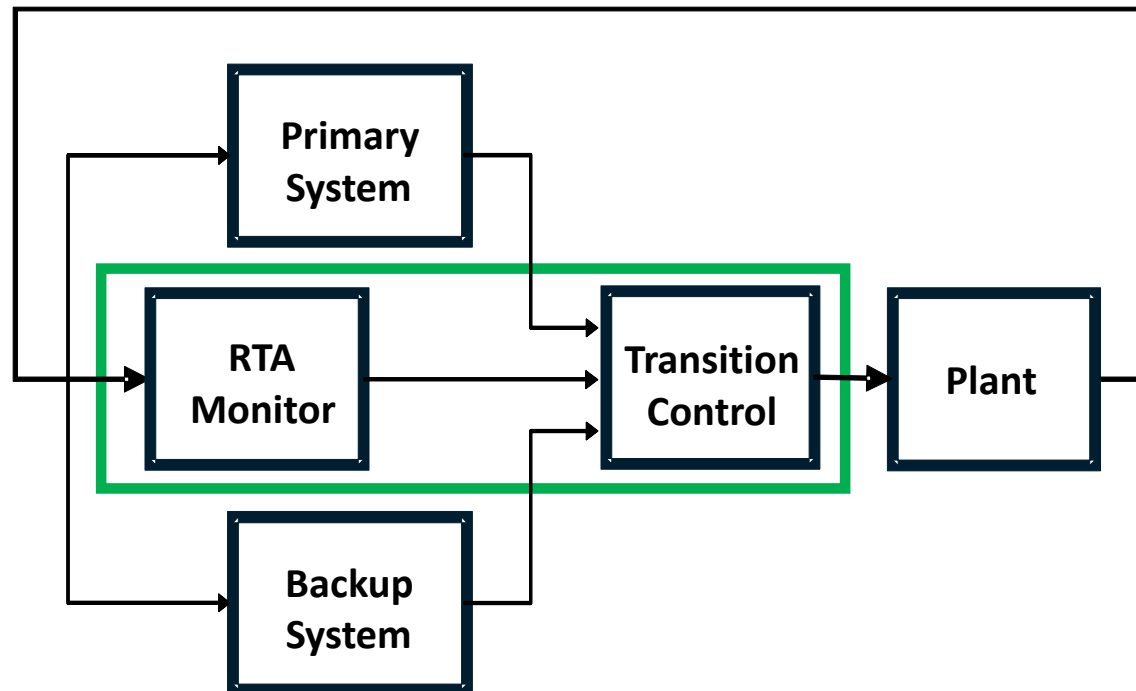 Primary
System
RTA
Monitor
Transition
Control
Plant
Backup
System